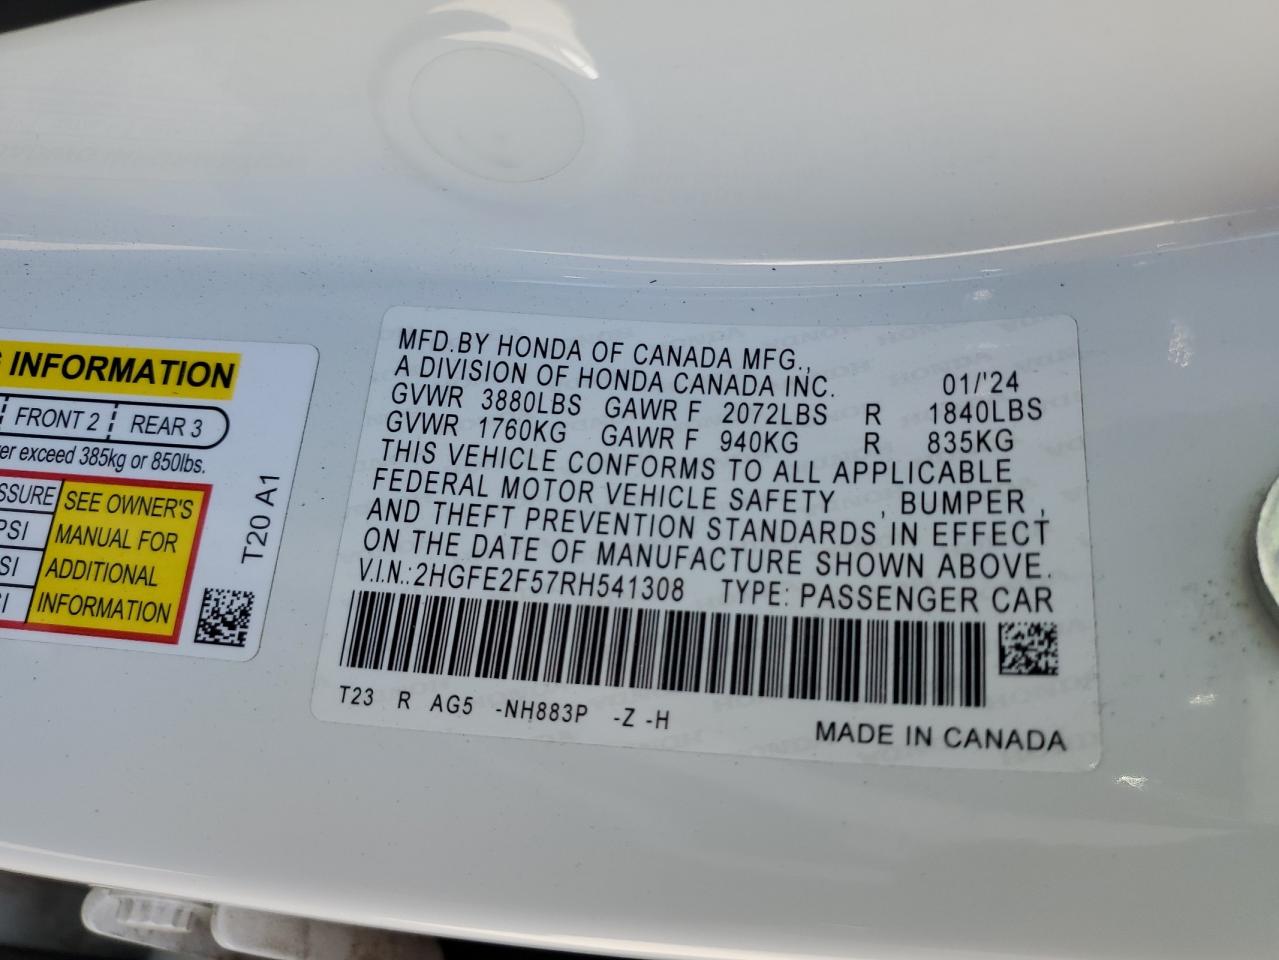 INFORMATION
FRONT 2 REAR 3
exceed 385kg or 850lbs.
SEE OWNER'S
MANUAL FOR
ADDITIONAL
INFORMATION
PSI
T20 A1
MFD.BY HONDA OF CANADA MFG.,
A DIVISION OF HONDA CANADA INC. 01/'24
GVWR 3880LBS GAWR F 2072LBS R 1840LBS
GVWR 1760KG GAWR F 940KG R 835KG
THIS VEHICLE CONFORMS TO ALL APPLICABLE
FEDERAL MOTOR VEHICLE SAFETY , BUMPER ,
AND THEFT PREVENTION STANDARDS IN EFFECT
ON THE DATE OF MANUFACTURE SHOWN ABOVE.
V.I.N.: 2HGFE2F57RH541308 TYPE: PASSENGER CAR
T23 R AG5 -NH883P -Z -H
MADE IN CANADA